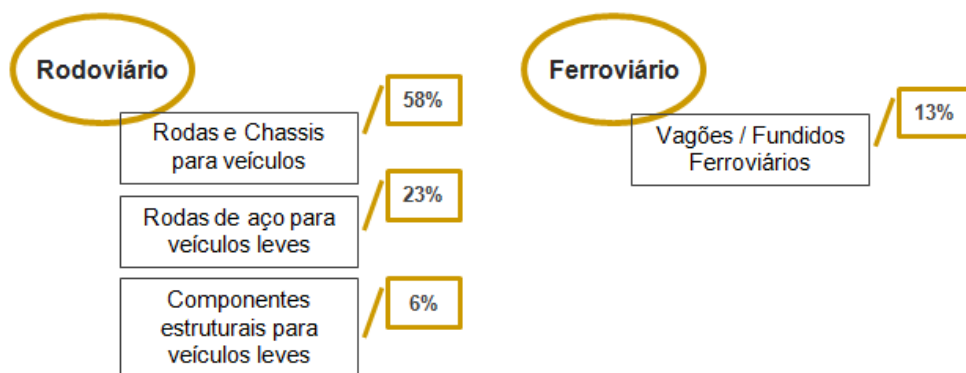 Rodoviário
58%
Rodas e Chassis
para veículos
23%
Rodas de aço para
veículos leves
6%
Componentes
estruturais para
veículos leves
Ferroviário
13%
Vagões / Fundidos
Ferroviários